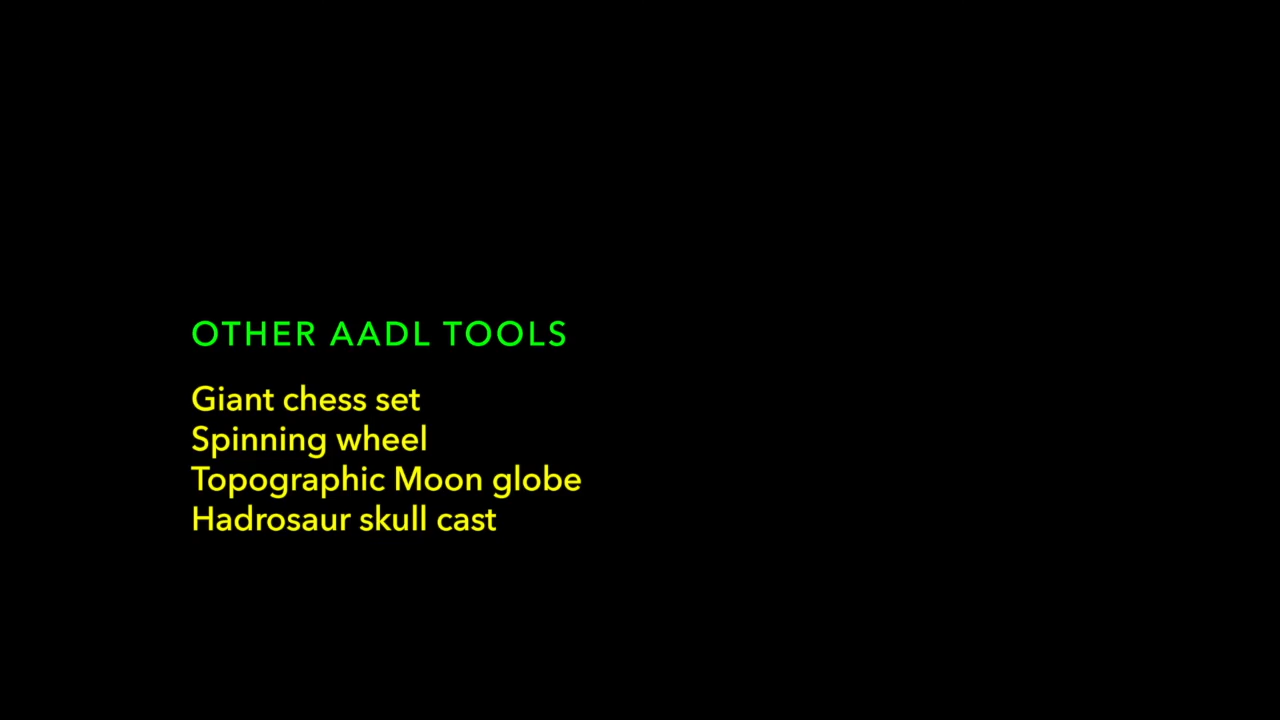 OTHER AADL TOOLS
Giant chess set
Spinning wheel
Topographic Moon globe
Hadrosaur skull cast